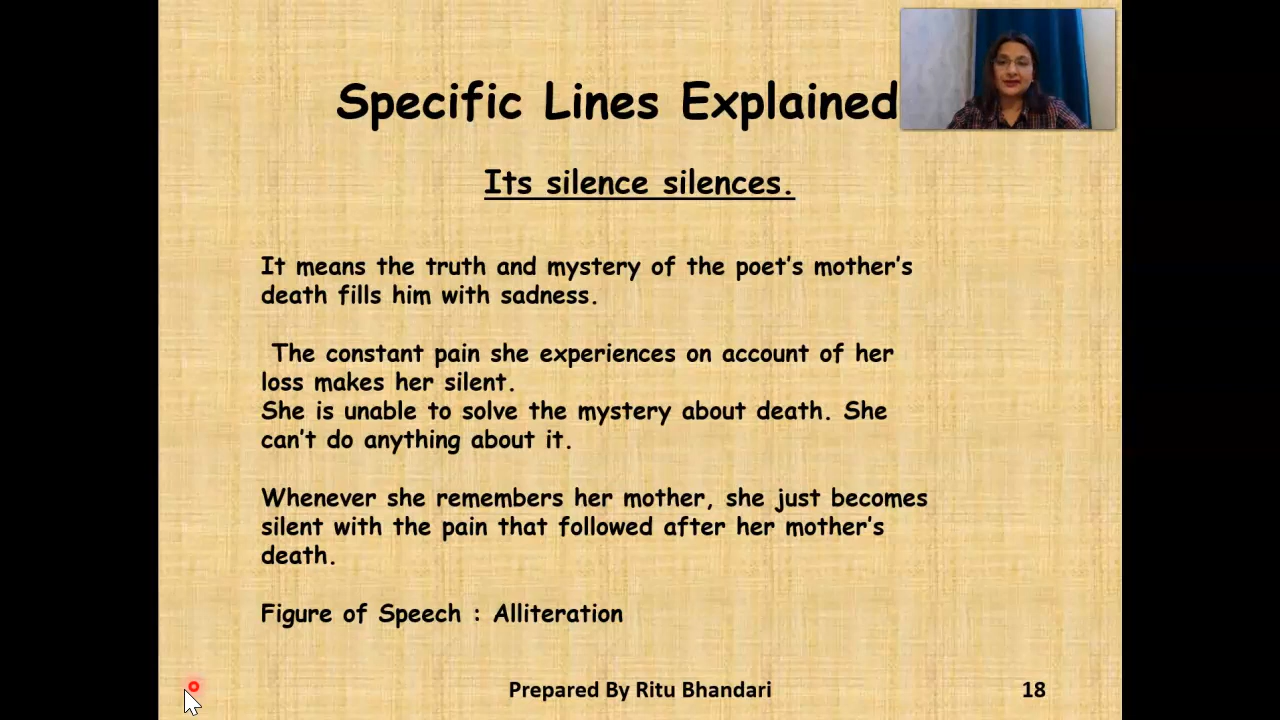 Specific Lines Explained
Its silence silences.
It means the truth and mystery of the poet's mother's
death fills him with sadness.
The constant pain she experiences on account of her
loss makes her silent.
She is unable to solve the mystery about death. She
can't do anything about it.
Whenever she remembers her mother, she just becomes
silent with the pain that followed after her mother's
death.
Figure of Speech : Alliteration
Prepared By Ritu Bhandari
18